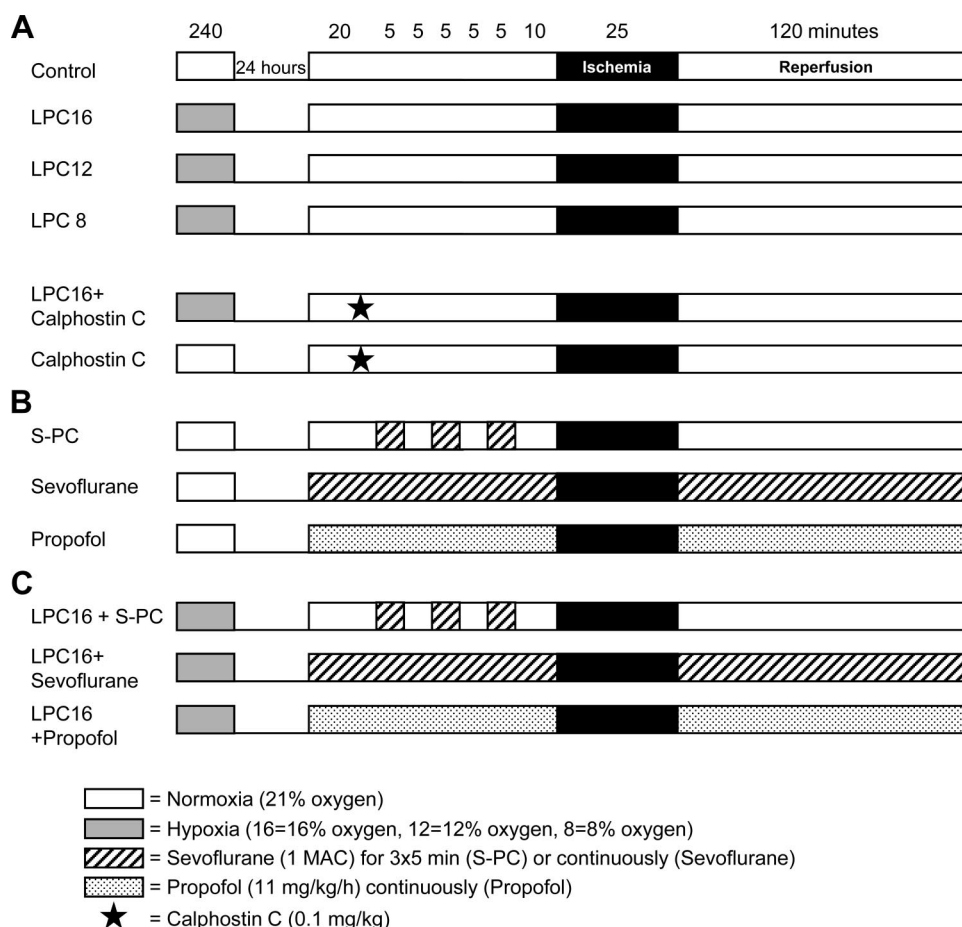 A
240 20 5 5 5 5 5 10 25 120 minutes
Control 24 hours Ischemia Reperfusion
LPC16
LPC12
LPC 8
LPC16+
Calphostin C
Calphostin C
B
S-PC
Sevoflurane
Propofol
C
LPC16 + S-PC
LPC16+
Sevoflurane
LPC16
+Propofol
= Normoxia (21% oxygen)
= Hypoxia (16=16% oxygen, 12=12% oxygen, 8=8% oxygen)
= Sevoflurane (1 MAC) for 3x5 min (S-PC) or continuously (Sevoflurane)
= Propofol (11 mg/kg/h) continuously (Propofol)
= Calphostin C (0.1 mg/kg)